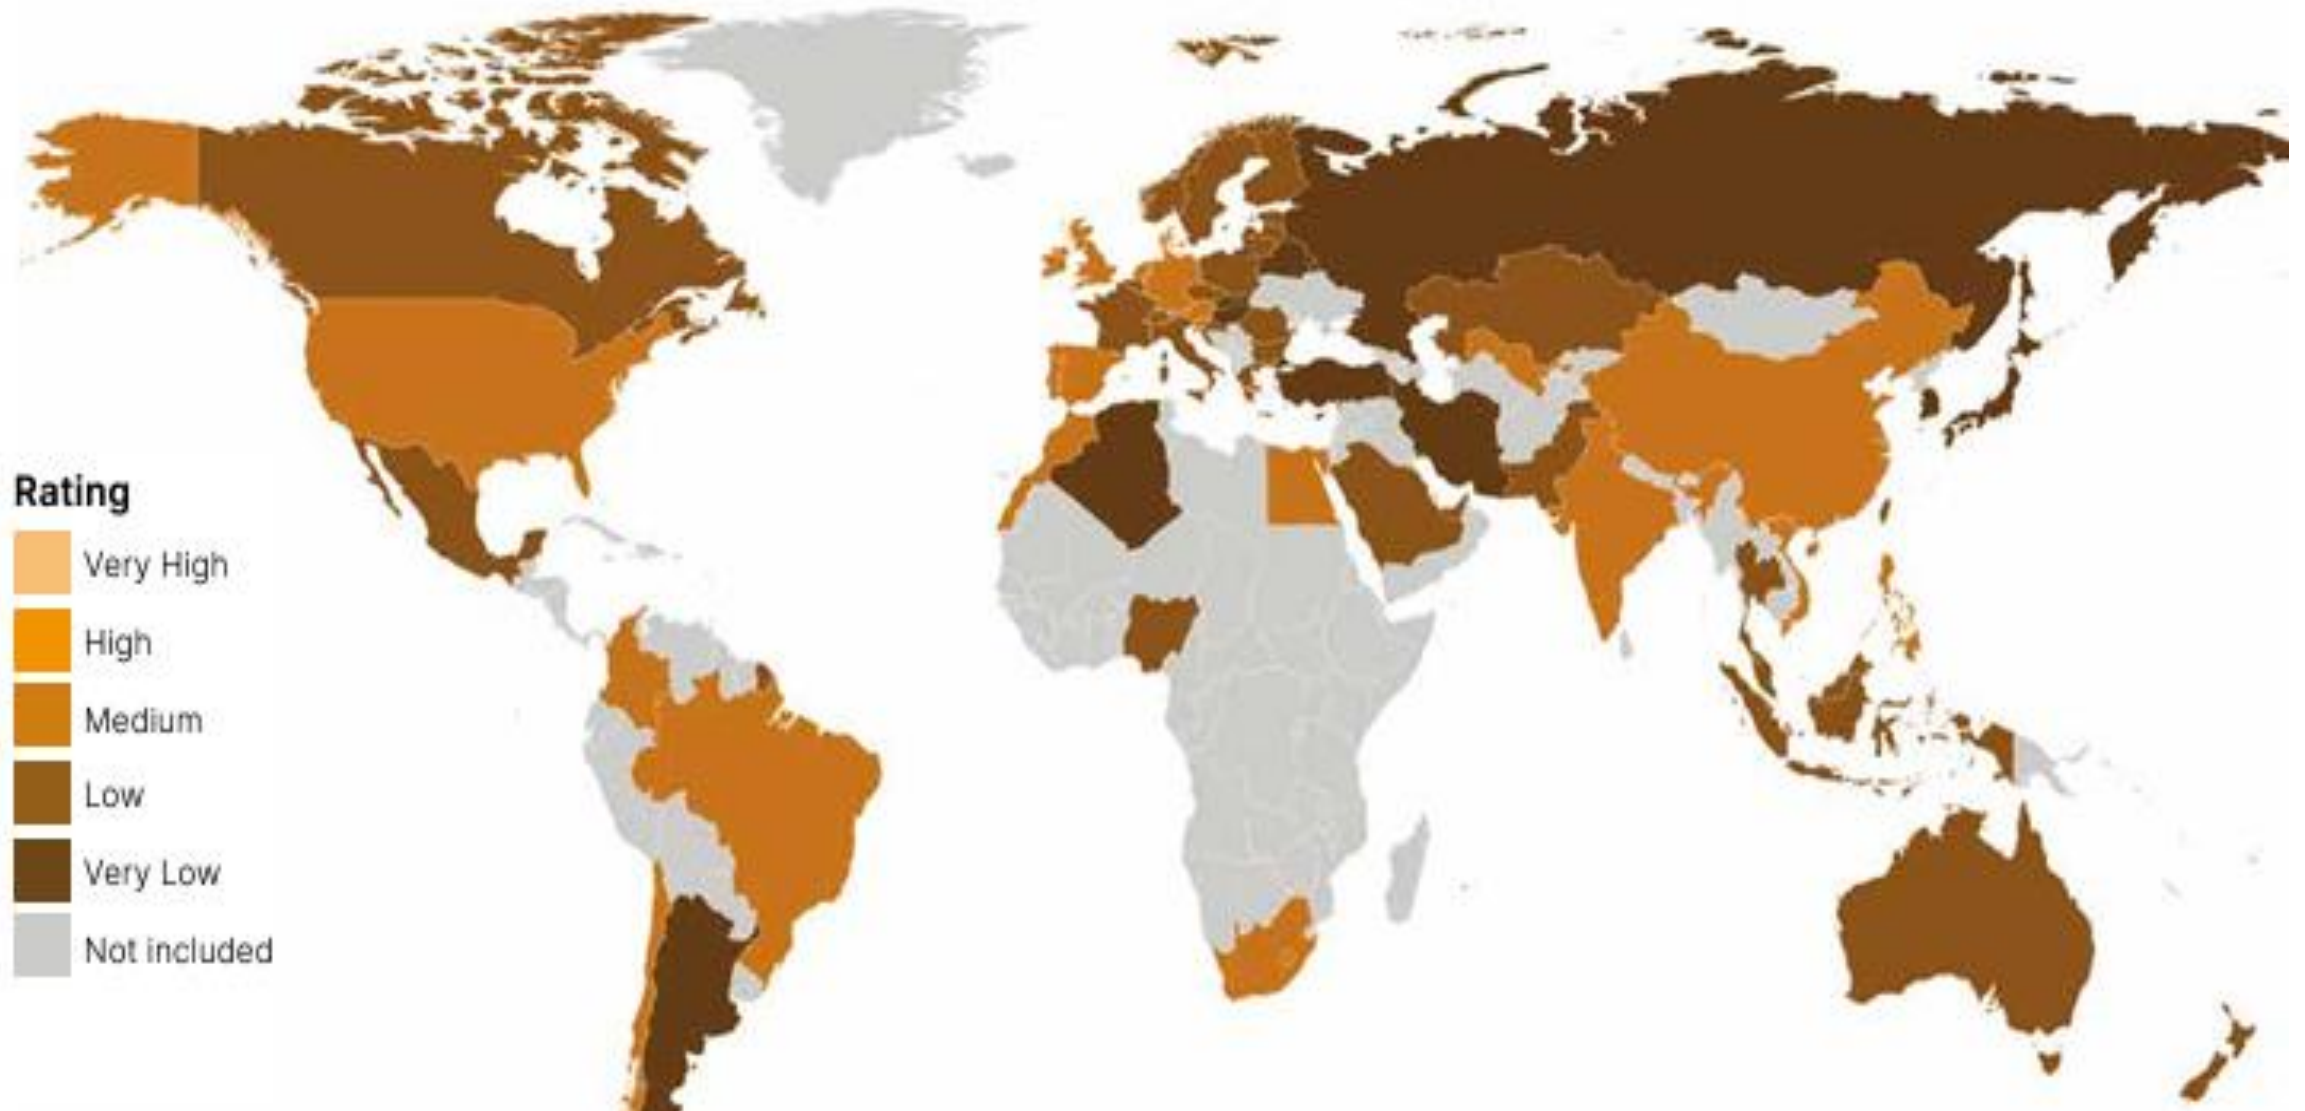 Rating
Very High
High
Medium
Low
Very Low
Not included